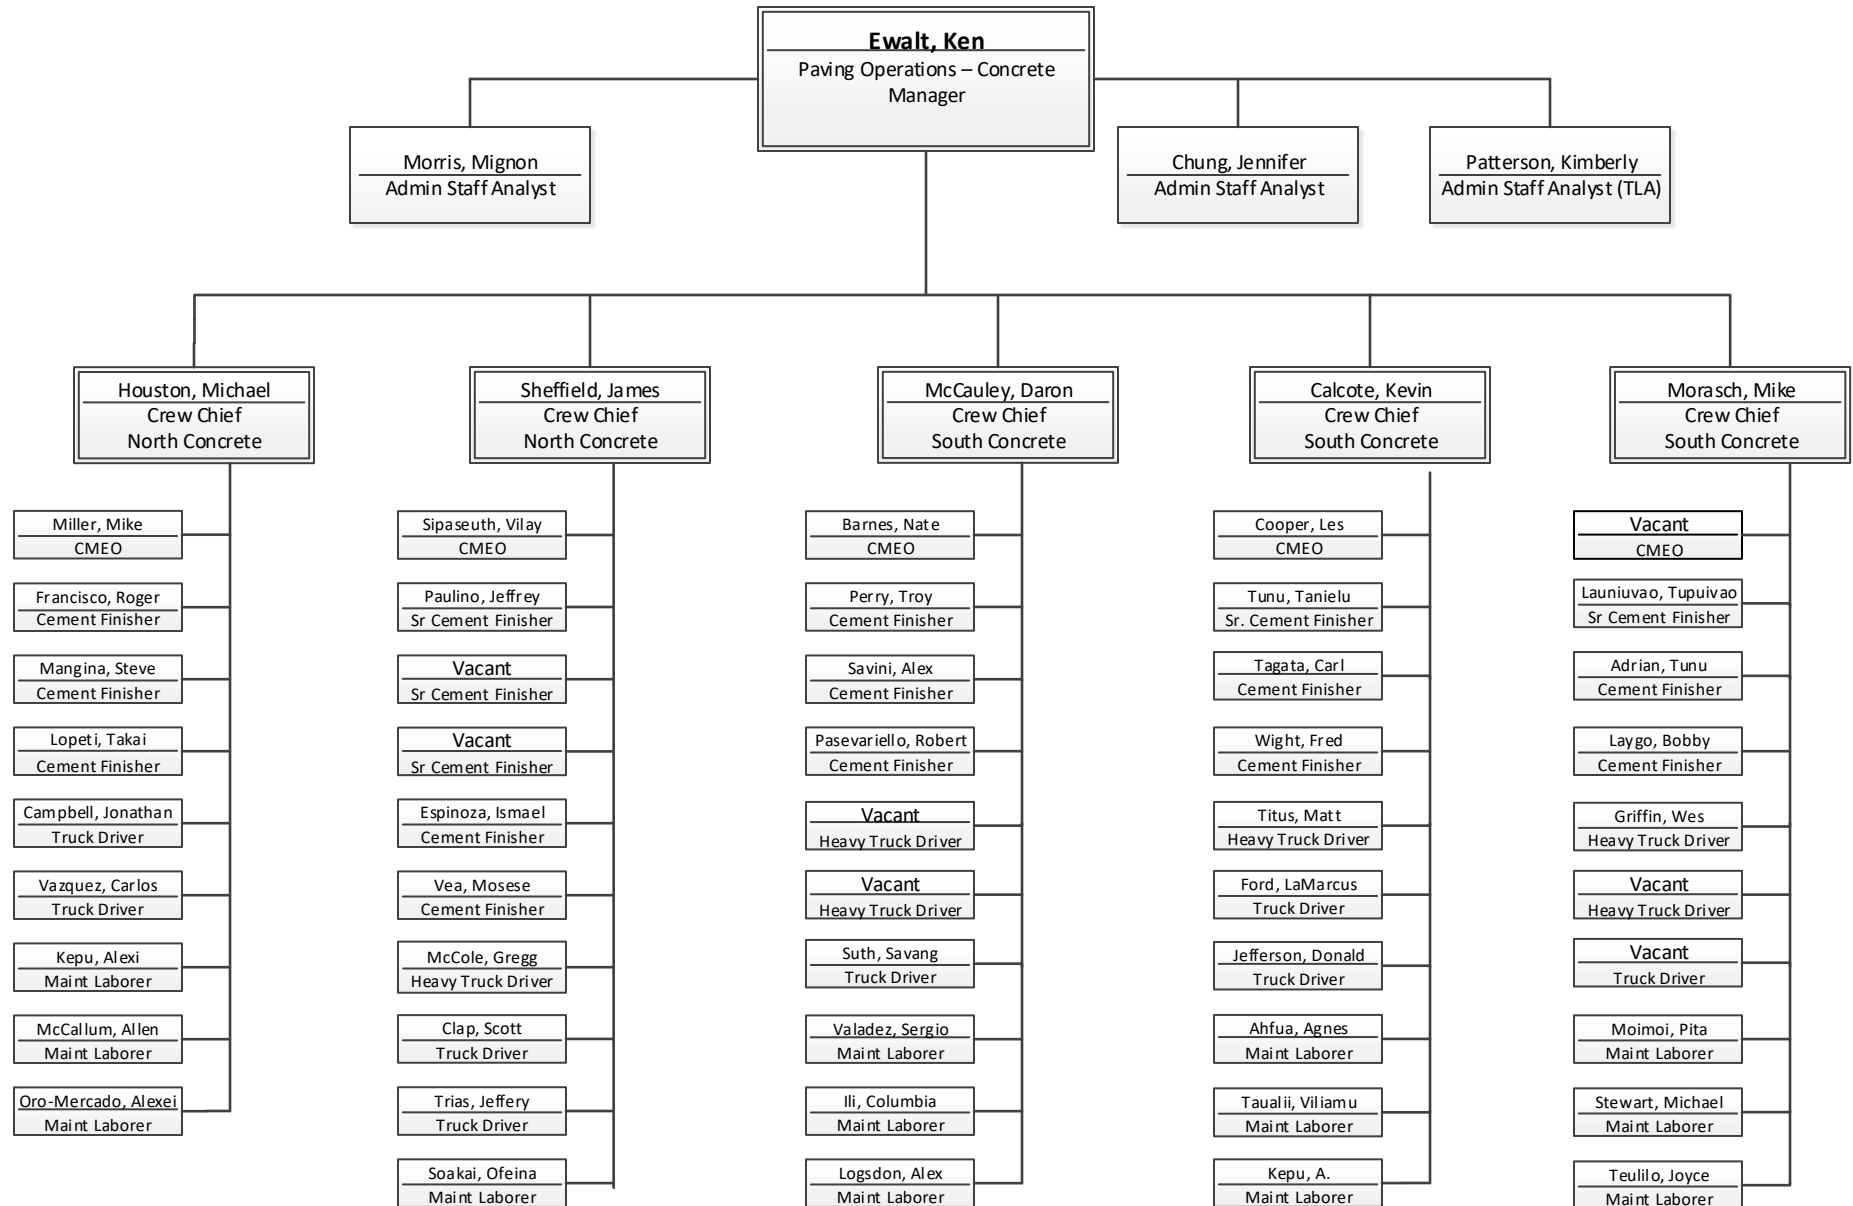 Ewalt, Ken
Paving Operations – Concrete
Manager
Morris, Mignon
Admin Staff Analyst
Chung, Jennifer
Admin Staff Analyst
Patterson, Kimberly
Admin Staff Analyst (TLA)
Houston, Michael
Crew Chief
North Concrete
Sheffield, James
Crew Chief
North Concrete
McCauley, Daron
Crew Chief
South Concrete
Calcote, Kevin
Crew Chief
South Concrete
Morasch, Mike
Crew Chief
South Concrete
Miller, Mike
CMEO
Francisco, Roger
Cement Finisher
Mangina, Steve
Cement Finisher
Lopeti, Takai
Cement Finisher
Campbell, Jonathan
Truck Driver
Vazquez, Carlos
Truck Driver
Kepu, Alexi
Maint Laborer
McCallum, Allen
Maint Laborer
Oro-Mercado, Alexei
Maint Laborer
Sipaseuth, Vilay
CMEO
Paulino, Jeffrey
Sr Cement Finisher
Vacant
Sr Cement Finisher
Vacant
Sr Cement Finisher
Espinoza, Ismael
Cement Finisher
Vea, Mosese
Cement Finisher
McCole, Gregg
Heavy Truck Driver
Clap, Scott
Truck Driver
Trias, Jeffery
Truck Driver
Soakai, Ofeina
Maint Laborer
Barnes, Nate
CMEO
Perry, Troy
Cement Finisher
Savini, Alex
Cement Finisher
Pasevariello, Robert
Cement Finisher
Vacant
Heavy Truck Driver
Vacant
Heavy Truck Driver
Suth, Savang
Truck Driver
Valadez, Sergio
Maint Laborer
Ili, Columbia
Maint Laborer
Logsdon, Alex
Maint Laborer
Cooper, Les
CMEO
Tunu, Tanielu
Sr. Cement Finisher
Tagata, Carl
Cement Finisher
Wight, Fred
Cement Finisher
Titus, Matt
Heavy Truck Driver
Ford, LaMarcus
Truck Driver
Jefferson, Donald
Truck Driver
Ahfua, Agnes
Maint Laborer
Taualii, Viliamu
Maint Laborer
Kepu, A.
Maint Laborer
Vacant
CMEO
Launiuvao, Tupuivao
Sr Cement Finisher
Adrian, Tunu
Cement Finisher
Laygo, Bobby
Cement Finisher
Griffin, Wes
Heavy Truck Driver
Vacant
Heavy Truck Driver
Vacant
Truck Driver
Moimoi, Pita
Maint Laborer
Stewart, Michael
Maint Laborer
Teulilo, Joyce
Maint Laborer